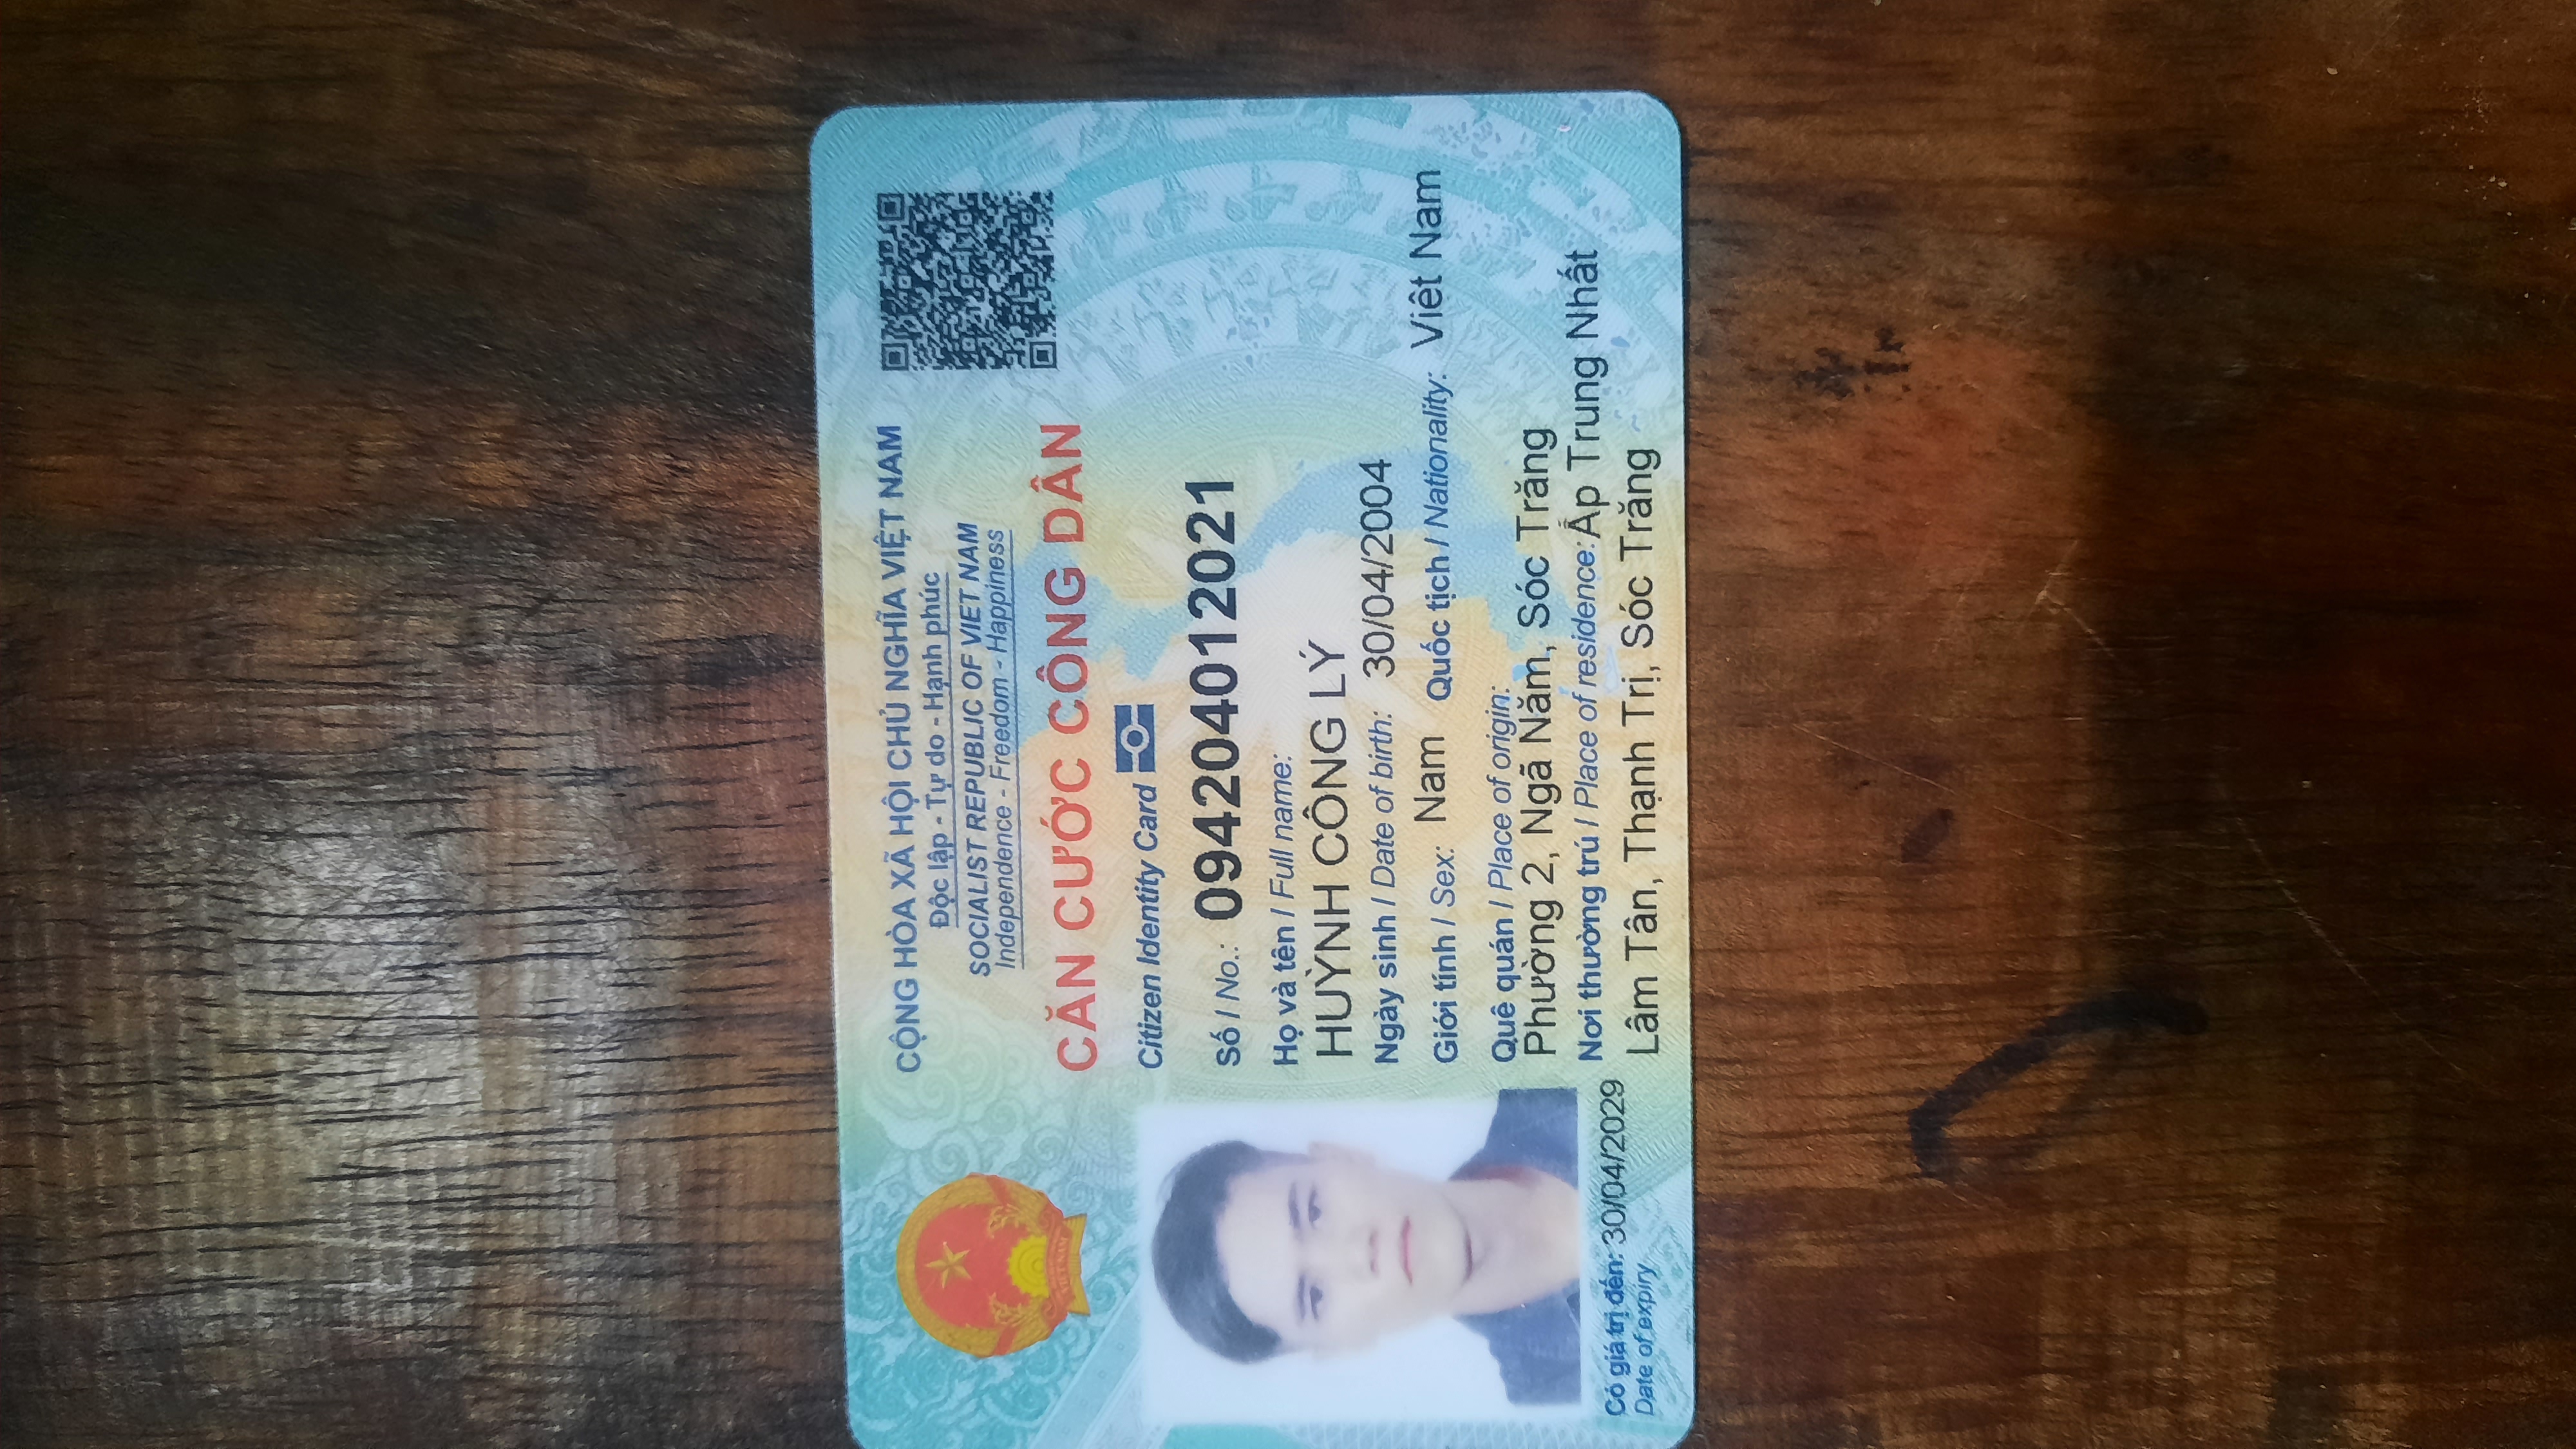 CỘNG HÒA XÃ HỘI CHỦ NGHĨA VIỆT NAM
Độc lập - Tự do - Hạnh phúc
SOCIALIST REPUBLIC OF VIET NAM
Independence - Freedom - Happiness
CĂN CƯỚC CÔNG DÂN
Citizen Identity Card
Số / No.: 094204012021
Họ và tên / Full name:
HUỲNH CÔNG LÝ
Ngày sinh / Date of birth: 30/04/2004
Giới tính / Sex: Nam Quốc tịch / Nationality: Việt Nam
Quê quán / Place of origin:
Phường 2, Ngã Năm, Sóc Trăng
Nơi thường trú / Place of residence: Ấp Trung Nhất
Lâm Tân, Thạnh Trị, Sóc Trăng
Có giá trị đến: 30/04/2029
Date of expiry